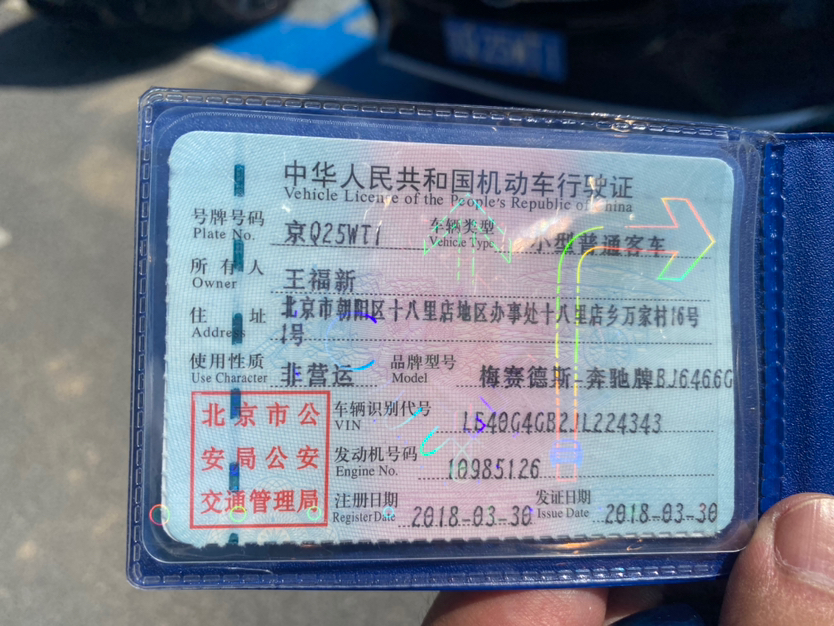 中华人民共和国机动车行驶证
Vehicle License of the People's Republic of China
号牌号码 京Q25WT1 车辆类型 小型普通客车
Plate No. Vehicle Type
所有人 王福新
Owner
住址 北京市朝阳区十八里店地区办事处十八里店乡万家村16号
Address 1号
使用性质 非营运 品牌型号 梅赛德斯-奔驰牌BJ6466G
Use Character Model
北京市公
安局公安
交通管理局
车辆识别代号 L540G4GB2JL224343
VIN
发动机号码 10985126
Engine No.
注册日期 2018-03-30 发证日期 2018-03-30
Register Date Issue Date